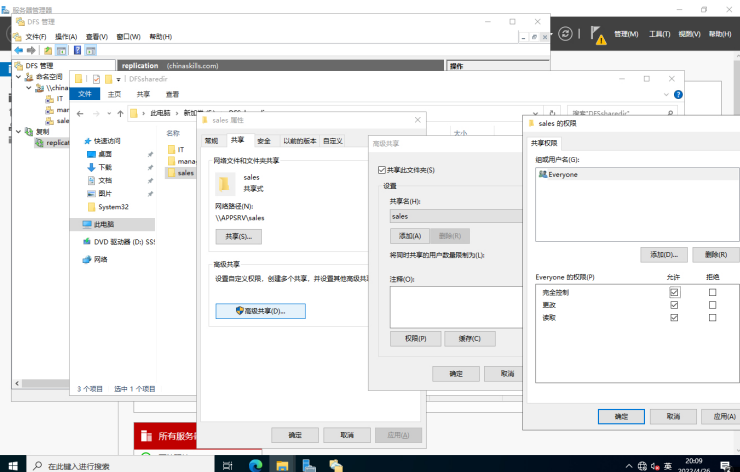 服务器管理器
DFS 管理
文件(F) 操作(A) 查看(V) 窗口(W) 帮助(H)
管理(M) 工具(T) 视图(V) 帮助(H)
DFS 管理
命名空间
\\china
IT
mar
sale
复制
replicat
replication (chinaskills.com)
操作
DFSsharedir
文件 主页 共享 查看
此电脑
搜索"DFSsharedir"
名称
大小
快速访问
桌面
下载
文档
图片
System32
此电脑
DVD 驱动器 (D:) SS!
网络
IT
mana
sales
3 个项目 选中 1 个项目
sales 属性
常规 共享 安全 以前的版本 自定义
网络文件和文件夹共享
sales
共享式
网络路径(N):
\\APPSRV\sales
共享(S)...
高级共享
设置自定义权限，创建多个共享，并设置其他高级共
高级共享(D)...
确定 取消 应用(A)
高级共享
共享此文件夹(S)
设置
共享名(H):
sales
添加(A) 删除(R)
将同时共享的用户数量限制为(L):
注释(O):
权限(P) 缓存(C)
确定 取消
sales 的权限
共享权限
组或用户名(G):
Everyone
添加(D)... 删除(R)
Everyone 的权限(P) 允许 拒绝
完全控制
更改
读取
确定 取消 应用(A)
所有服务
在此键入进行搜索
英
20:09
2022/4/26